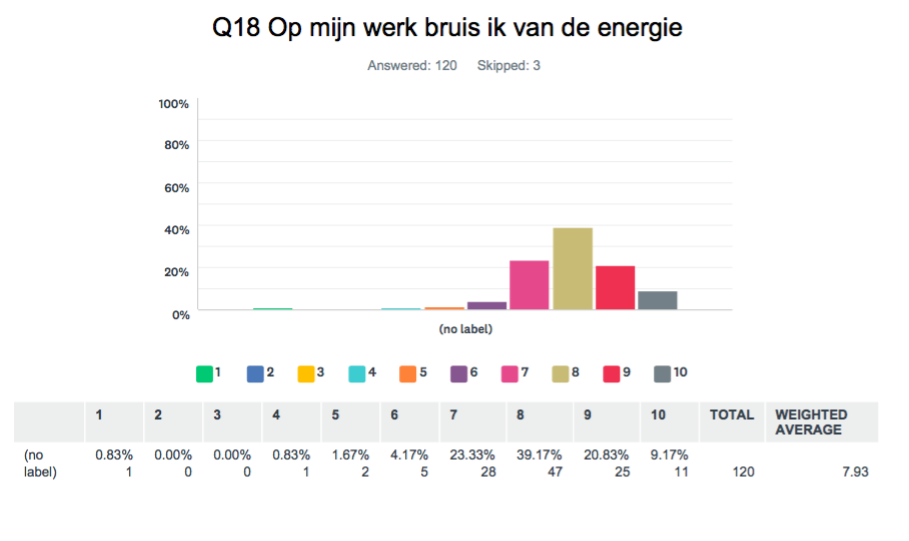 Q18 Op mijn werk bruis ik van de energie
Answered: 120 Skipped: 3
100%
80%
60%
40%
20%
0%
(no label)
1 2 3 4 5 6 7 8 9 10
1 2 3 4 5 6 7 8 9 10 TOTAL WEIGHTED AVERAGE
(no label) 0.83% 0.00% 0.00% 0.83% 1.67% 4.17% 23.33% 39.17% 20.83% 9.17%
1 0 0 1 2 5 28 47 25 11 120 7.93